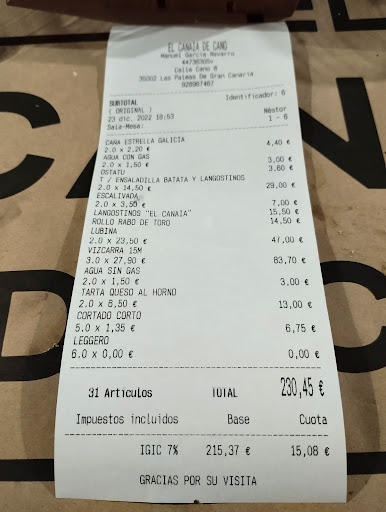 EL CANAIA DE CANO
Manuel Garcia Navarro
44738305v
Calle Cano 8
35002 Las Palmas De Gran Canaria
928987467
Identificador: 6
SUBTOTAL
( ORIGINAL )
Néstor
23 dic. 2022 18:53
1 - 6
Sala-Mesa:
CAÑA ESTRELLA GALICIA
2.0 x 2,20 € 4,40 €
AGUA CON GAS
2.0 x 1,50 € 3,00 €
OSTATU 3,60 €
T / ENSALADILLA BATATA Y LANGOSTINOS
2.0 x 14,50 € 29,00 €
ESCALIVADA
2.0 x 3,50 € 7,00 €
LANGOSTINOS "EL CANAIA" 15,50 €
ROLLO RABO DE TORO 14,50 €
LUBINA
2.0 x 23,50 € 47,00 €
VIZCARRA 15M
3.0 x 27,90 € 83,70 €
AGUA SIN GAS
2.0 x 1,50 € 3,00 €
TARTA QUESO AL HORNO
2.0 x 6,50 € 13,00 €
CORTADO CORTO
5.0 x 1,35 € 6,75 €
LEGGERO
6.0 x 0,00 € 0,00 €
31 Artículos TOTAL 230,45 €
Impuestos incluidos Base Cuota
IGIC 7% 215,37 € 15,08 €
GRACIAS POR SU VISITA